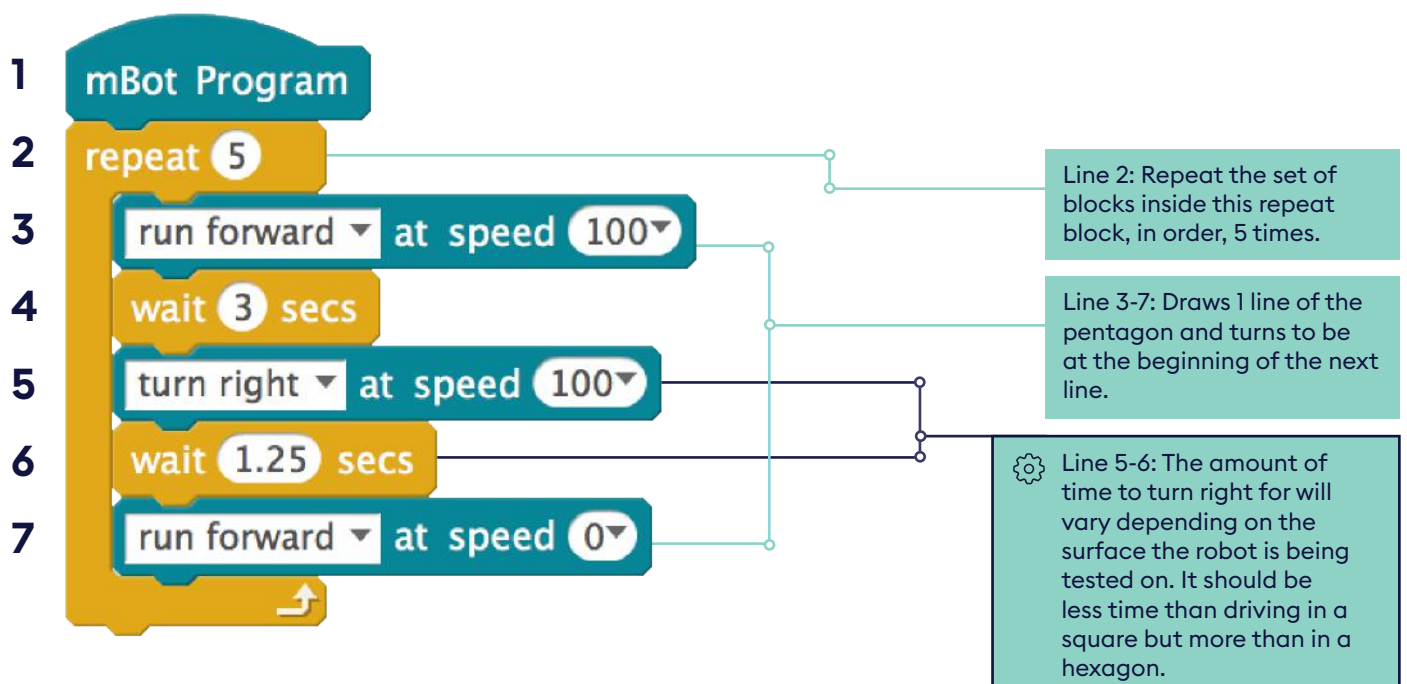 1 mBot Program
2 repeat 5
3 run forward at speed 100
4 wait 3 secs
5 turn right at speed 100
6 wait 1.25 secs
7 run forward at speed 0
Line 2: Repeat the set of
blocks inside this repeat
block, in order, 5 times.
Line 3-7: Draws 1 line of the
pentagon and turns to be
at the beginning of the next
line.
Line 5-6: The amount of
time to turn right for will
vary depending on the
surface the robot is being
tested on. It should be
less time than driving in a
square but more than in a
hexagon.